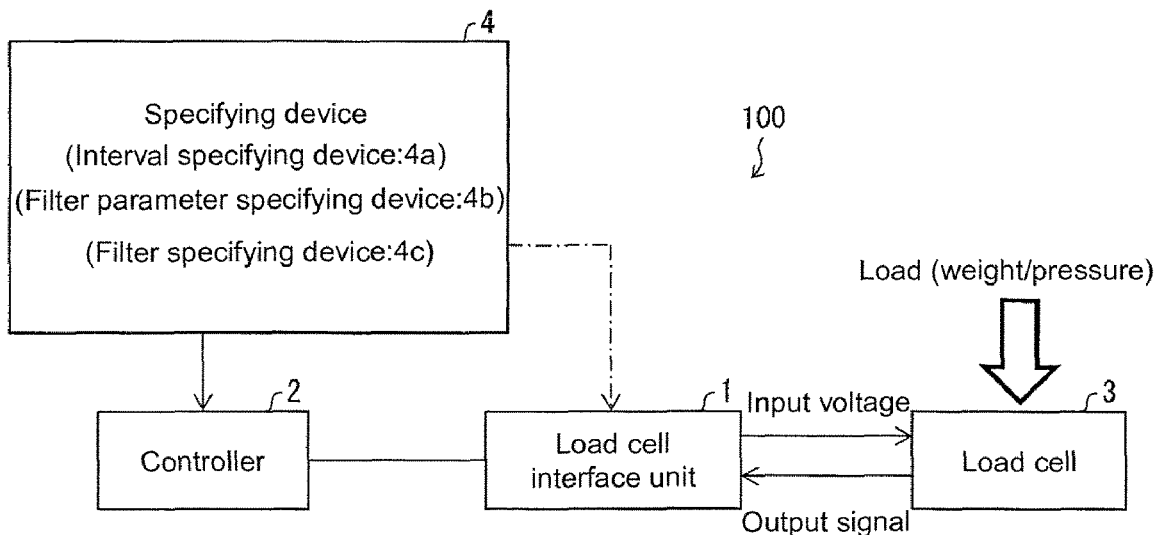 4
Specifying device
(Interval specifying device:4a)
(Filter parameter specifying device:4b)
(Filter specifying device:4c)
100
Load (weight/pressure)
2
Controller
1
Load cell
interface unit
Input voltage
Output signal
3
Load cell